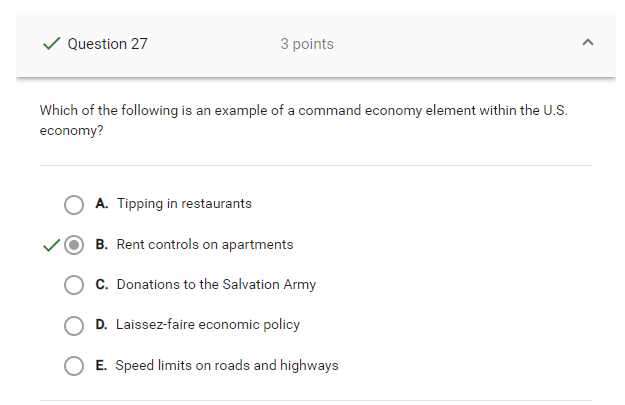 Question 27 3 points
Which of the following is an example of a command economy element within the U.S.
economy?
A. Tipping in restaurants
B. Rent controls on apartments
C. Donations to the Salvation Army
D. Laissez-faire economic policy
E. Speed limits on roads and highways